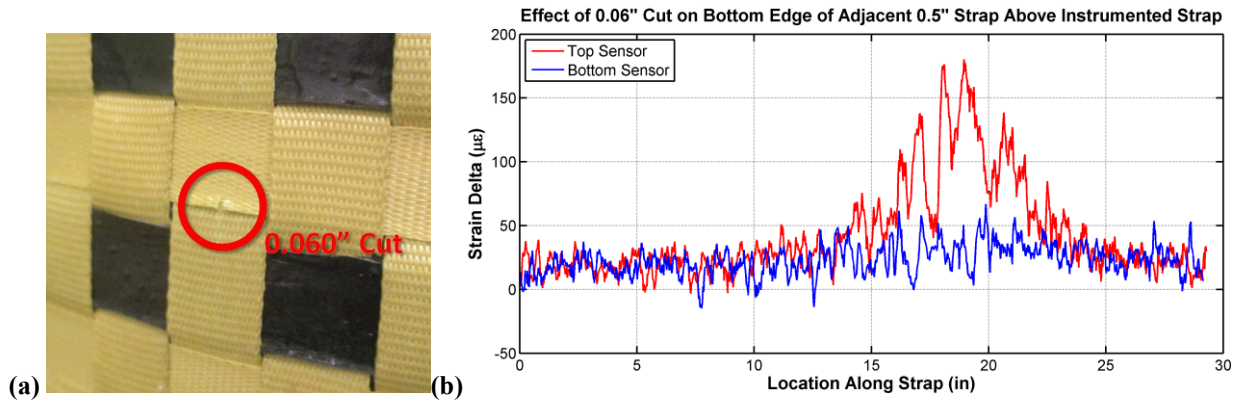 (a)
0.060" Cut
(b)
Effect of 0.06" Cut on Bottom Edge of Adjacent 0.5" Strap Above Instrumented Strap
Top Sensor
Bottom Sensor
Strain Delta (με)
200
150
100
50
0
-50
0 5 10 15 20 25 30
Location Along Strap (in)